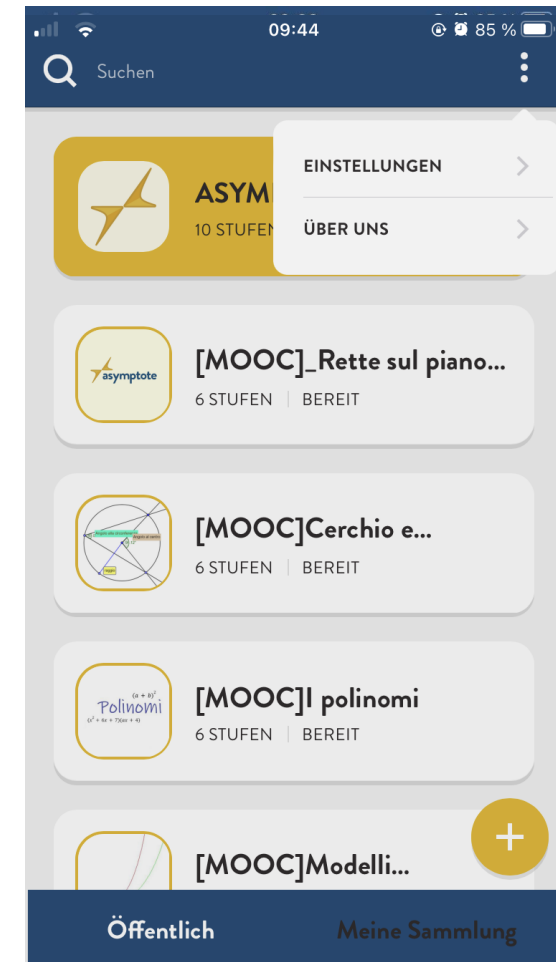 09:44
85 %
Suchen
EINSTELLUNGEN
ÜBER UNS
ASYM
10 STUFEN
asymptote
[MOOC]_Rette sul piano...
6 STUFEN | BEREIT
[MOOC]Cerchio e...
6 STUFEN | BEREIT
(a + b)²
Polinomi
[MOOC]I polinomi
6 STUFEN | BEREIT
[MOOC]Modelli...
+
Öffentlich
Meine Sammlung